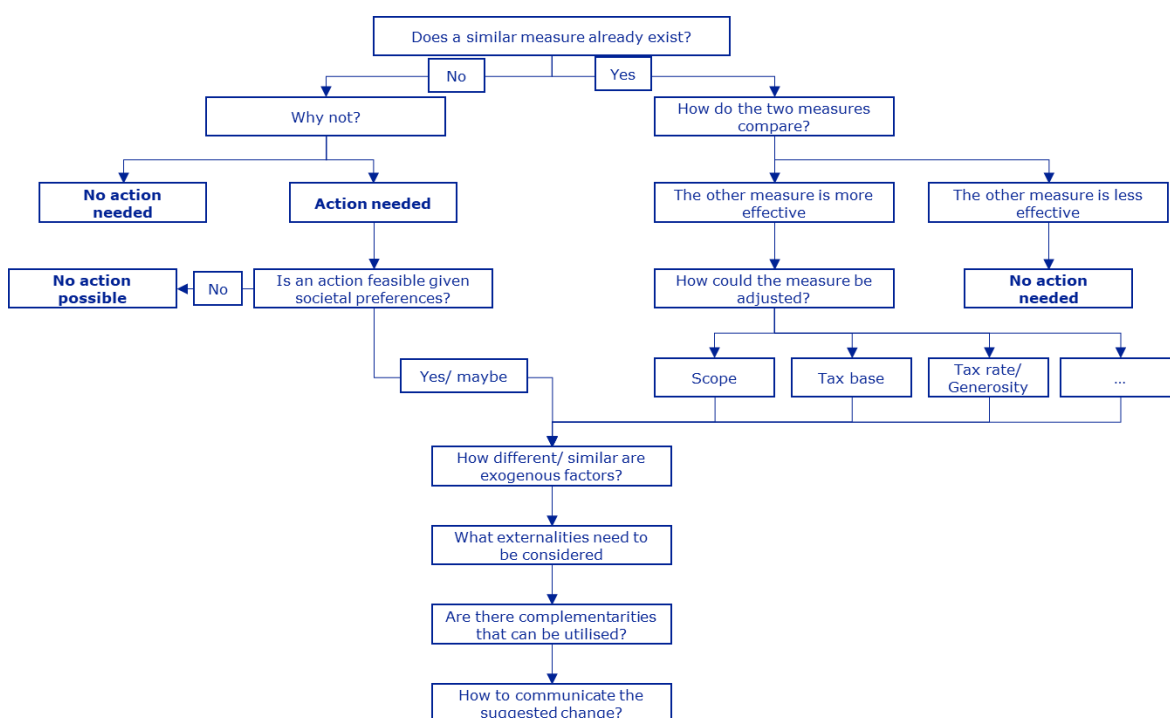 Does a similar measure already exist?
No
Yes
Why not?
How do the two measures
compare?
No action
needed
Action needed
The other measure is more
effective
The other measure is less
effective
No action
possible
No
Is an action feasible given
societal preferences?
How could the measure be
adjusted?
No action
needed
Yes/ maybe
Scope
Tax base
Tax rate/
Generosity
...
How different/ similar are
exogenous factors?
What externalities need to
be considered
Are there complementarities
that can be utilised?
How to communicate the
suggested change?